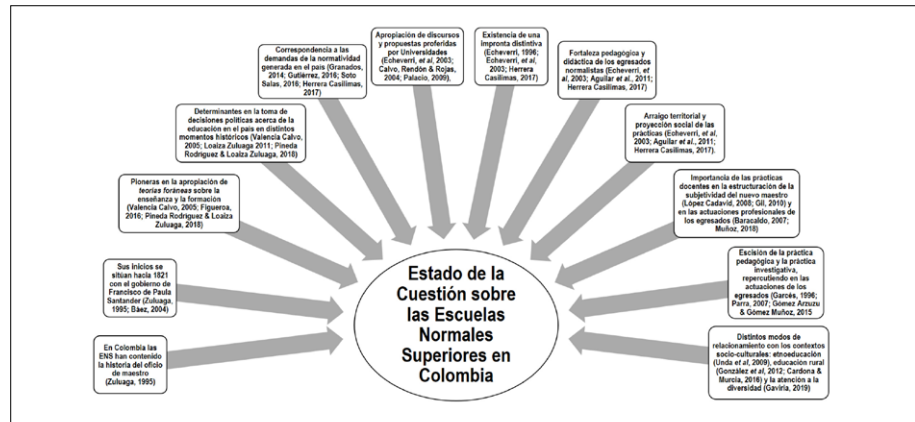 En Colombia las
ENS han contenido
la historia del oficio
de maestro
(Zuluaga, 1995)
Sus inicios se
sitúan hacia 1821
con el gobierno de
Francisco de Paula
Santander (Zuluaga,
1995; Báez, 2004)
Pioneras en la apropiación de
teorías foráneas sobre la
enseñanza y la formación
(Valencia Calvo, 2005; Figueroa,
2016; Pineda Rodríguez & Loaiza
Zuluaga, 2018)
Determinantes en la toma de
decisiones políticas acerca de la
educación en el país en distintos
momentos históricos (Valencia Calvo,
2005; Loaiza Zuluaga 2011; Pineda
Rodríguez & Loaiza Zuluaga, 2018)
Correspondencia a las
demandas de la normatividad
generada en el país (Granados,
2014; Gutiérrez, 2016; Soto
Salas, 2016; Herrera Casilimas,
2017)
Apropiación de discursos
y propuestas proferidas
por Universidades
(Echeverri, et al, 2003; Calvo,
Rendón & Rojas,
2004; Palacio, 2009),
Existencia de una
impronta distintiva
(Echeverri, 1996;
Echeverri, et al,
2003; Herrera
Casilimas, 2017)
Fortaleza pedagógica y
didáctica de los egresados
normalistas (Echeverri, et
al, 2003; Aguilar et al., 2011;
Herrera Casilimas, 2017)
Arraigo territorial y
proyección social de las
prácticas (Echeverri, et al,
2003; Aguilar et al., 2011;
Herrera Casilimas, 2017).
Importancia de las prácticas
docentes en la estructuración de la
subjetividad del nuevo maestro
(López Cadavid, 2008; Gil, 2010) y
en las actuaciones profesionales de
los egresados (Baracaldo, 2007;
Muñoz, 2018)
Escisión de la práctica
pedagógica y la práctica
investigativa,
repercutiendo en las
actuaciones de los
egresados (Garcés, 1996;
Parra, 2007; Gómez Arzuzu &
Gómez Muñoz, 2015
Distintos modos de
relacionamiento con los contextos
socio-culturales: etnoeducación
(Unda et al, 2009), educación rural
(González et al, 2012; Cardona &
Murcia, 2016) y la atención a la
diversidad (Gaviria, 2019)
Estado de la
Cuestión sobre
las Escuelas
Normales
Superiores en
Colombia